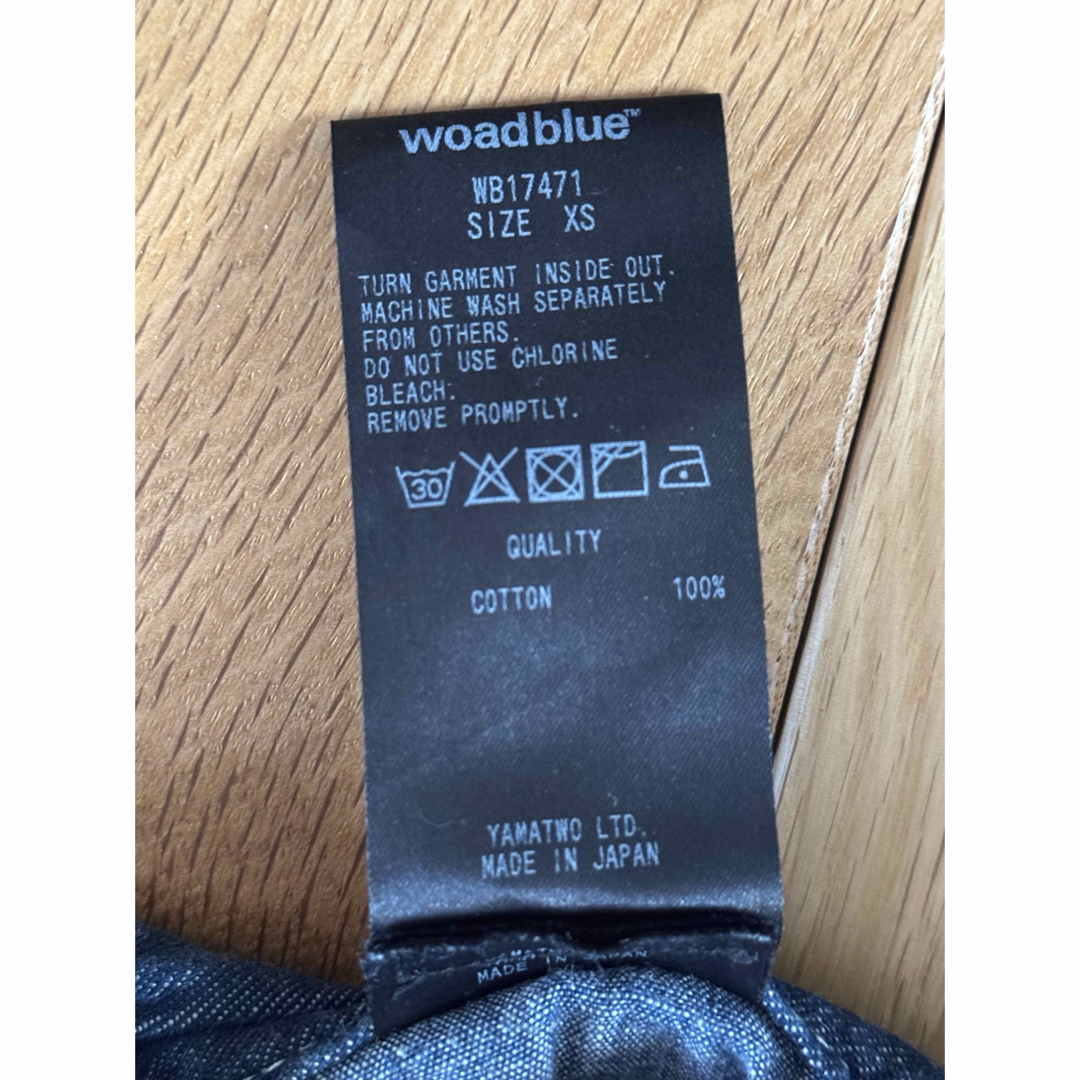 woadblue™
WB17471
SIZE XS
TURN GARMENT INSIDE OUT.
MACHINE WASH SEPARATELY
FROM OTHERS.
DO NOT USE CHLORINE
BLEACH.
REMOVE PROMPTLY.
30
QUALITY
COTTON 100%
YAMATWO LTD.
MADE IN JAPAN
MADE IN